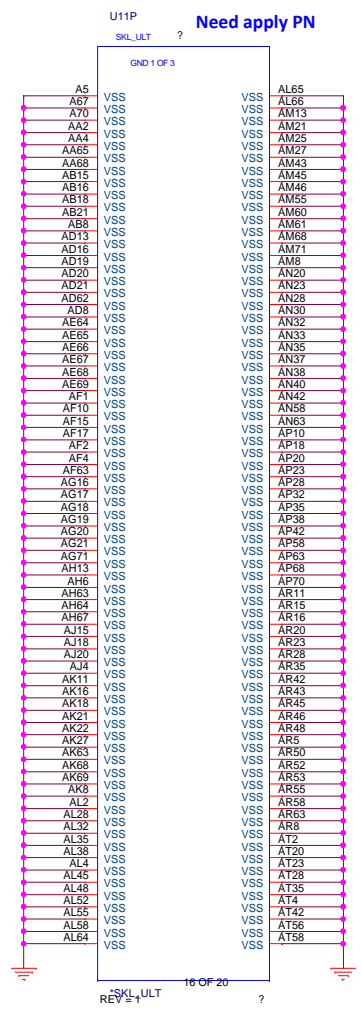 U11P
Need apply PN
SKL_ULT ?
GND 1 OF 3
A5 VSS VSS AL65
A67 VSS VSS AL66
A70 VSS VSS AM13
AA2 VSS VSS AM21
AA4 VSS VSS AM25
AA65 VSS VSS AM27
AA68 VSS VSS AM43
AB15 VSS VSS AM45
AB16 VSS VSS AM46
AB18 VSS VSS AM55
AB21 VSS VSS AM60
AB8 VSS VSS AM61
AD13 VSS VSS AM68
AD16 VSS VSS AM71
AD19 VSS VSS AM8
AD20 VSS VSS AN20
AD21 VSS VSS AN23
AD62 VSS VSS AN28
AD8 VSS VSS AN30
AE64 VSS VSS AN32
AE65 VSS VSS AN33
AE66 VSS VSS AN35
AE67 VSS VSS AN37
AE68 VSS VSS AN38
AE69 VSS VSS AN40
AF1 VSS VSS AN42
AF10 VSS VSS AN58
AF15 VSS VSS AN63
AF17 VSS VSS AP10
AF2 VSS VSS AP18
AF4 VSS VSS AP20
AF63 VSS VSS AP23
AG16 VSS VSS AP28
AG17 VSS VSS AP32
AG18 VSS VSS AP35
AG19 VSS VSS AP38
AG20 VSS VSS AP42
AG21 VSS VSS AP58
AG71 VSS VSS AP63
AH13 VSS VSS AP68
AH6 VSS VSS AP70
AH63 VSS VSS AR11
AH64 VSS VSS AR15
AH67 VSS VSS AR16
AJ15 VSS VSS AR20
AJ18 VSS VSS AR23
AJ20 VSS VSS AR28
AJ4 VSS VSS AR35
AK11 VSS VSS AR42
AK16 VSS VSS AR43
AK18 VSS VSS AR45
AK21 VSS VSS AR46
AK22 VSS VSS AR48
AK27 VSS VSS AR5
AK63 VSS VSS AR50
AK68 VSS VSS AR52
AK69 VSS VSS AR53
AK8 VSS VSS AR55
AL2 VSS VSS AR58
AL28 VSS VSS AR63
AL32 VSS VSS AR8
AL35 VSS VSS AT2
AL38 VSS VSS AT20
AL4 VSS VSS AT23
AL45 VSS VSS AT28
AL48 VSS VSS AT35
AL52 VSS VSS AT4
AL55 VSS VSS AT42
AL58 VSS VSS AT56
AL64 VSS VSS AT58
16 OF 20
*SKL_ULT
REV = 1 ?